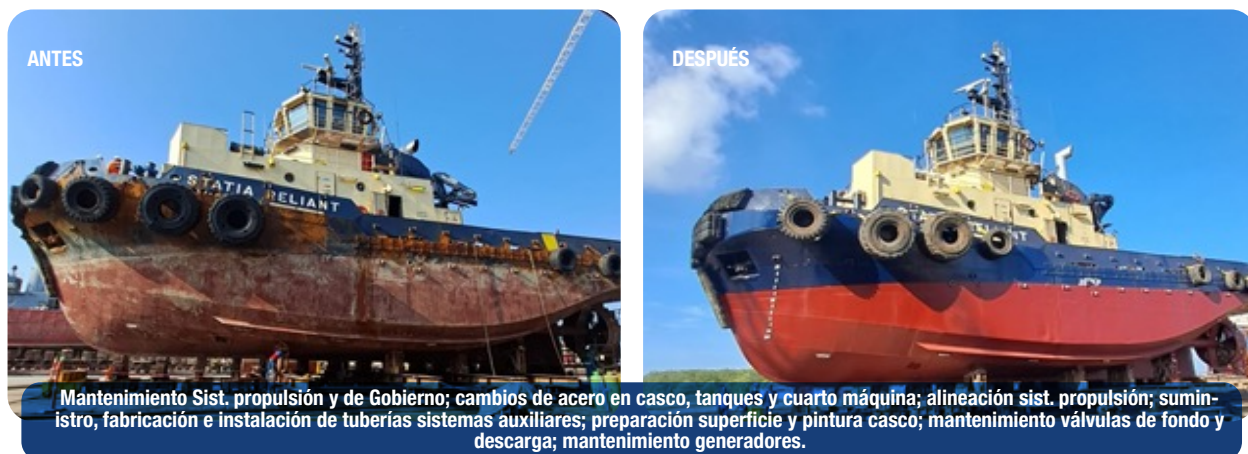 ANTES
DESPUÉS
STATIA RELIANT
Mantenimiento Sist. propulsión y de Gobierno; cambios de acero en casco, tanques y cuarto máquina; alineación sist. propulsión; sumin-
istro, fabricación e instalación de tuberías sistemas auxiliares; preparación superficie y pintura casco; mantenimiento válvulas de fondo y
descarga; mantenimiento generadores.